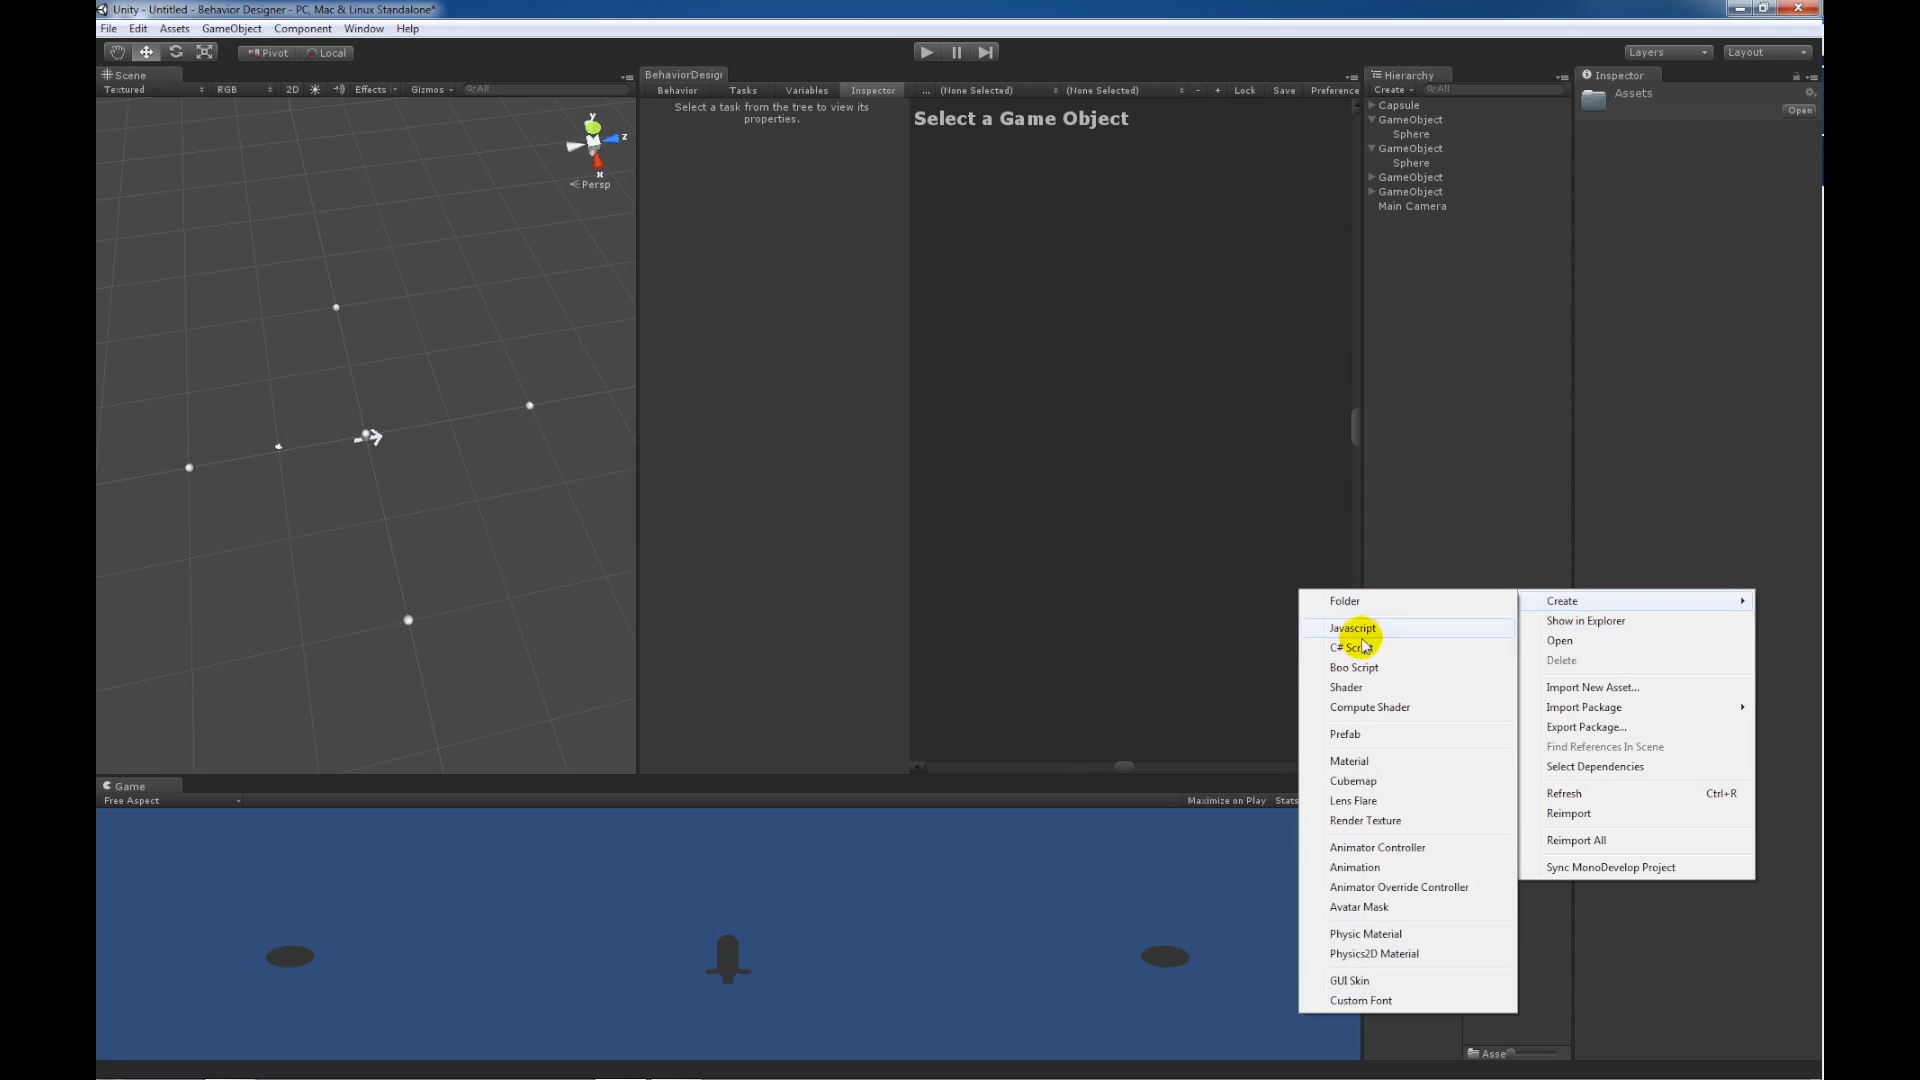 Unity - Untitled - Behavior Designer - PC, Mac & Linux Standalone*
File Edit Assets GameObject Component Window Help
Pivot Local Layers Layout
Scene
Textured RGB 2D Effects Gizmos All
y
z
x
Persp
BehaviorDesigr
Behavior Tasks Variables Inspector ... (None Selected) (None Selected) - + Lock Save Preference
Select a task from the tree to view its
properties.
Select a Game Object
Hierarchy
Create All
Capsule
GameObject
Sphere
GameObject
Sphere
GameObject
GameObject
Main Camera
Inspector
Assets
Open
Folder
Javascript
C# Script
Boo Script
Shader
Compute Shader
Prefab
Material
Cubemap
Lens Flare
Render Texture
Animator Controller
Animation
Animator Override Controller
Avatar Mask
Physic Material
Physics2D Material
GUI Skin
Custom Font
Create
Show in Explorer
Open
Delete
Import New Asset...
Import Package
Export Package...
Find References In Scene
Select Dependencies
Refresh Ctrl+R
Reimport
Reimport All
Sync MonoDevelop Project
Game
Free Aspect Maximize on Play Stats
Asse